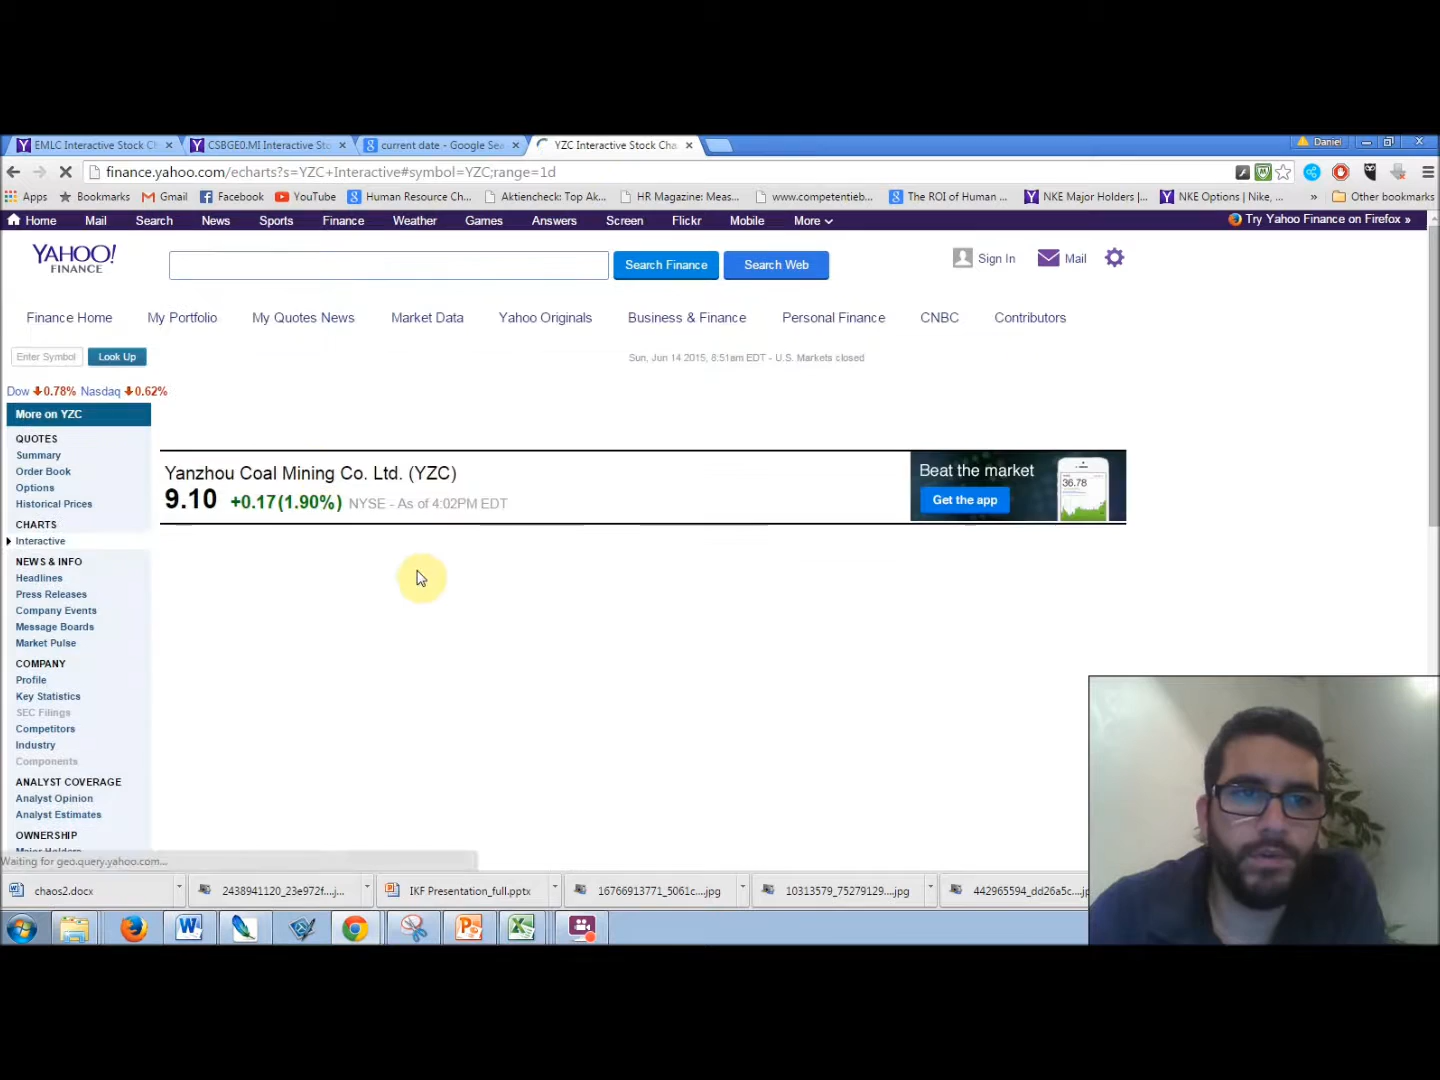 EMLC Interactive Stock C
CSBGE0.MI Interactive Sto
current date - Google Sea
YZC Interactive Stock Cha
Daniel
finance.yahoo.com/echarts?s=YZC+Interactive#symbol=YZC;range=1d
Apps Bookmarks Gmail Facebook YouTube Human Resource Ch... Aktiencheck: Top Ak... HR Magazine: Meas... www.competentieb... The ROI of Human ... NKE Major Holders |... NKE Options | Nike, ... » Other bookmarks
Home Mail Search News Sports Finance Weather Games Answers Screen Flickr Mobile More Try Yahoo Finance on Firefox »
YAHOO!
FINANCE
Search Finance
Search Web
Sign In
Mail
Finance Home My Portfolio My Quotes News Market Data Yahoo Originals Business & Finance Personal Finance CNBC Contributors
Enter Symbol
Look Up
Sun, Jun 14 2015, 8:51am EDT - U.S. Markets closed
Dow 0.78% Nasdaq 0.62%
More on YZC
QUOTES
Summary
Order Book
Options
Historical Prices
CHARTS
Interactive
NEWS & INFO
Headlines
Press Releases
Company Events
Message Boards
Market Pulse
COMPANY
Profile
Key Statistics
SEC Filings
Competitors
Industry
Components
ANALYST COVERAGE
Analyst Opinion
Analyst Estimates
OWNERSHIP
Major Holders
Yanzhou Coal Mining Co. Ltd. (YZC)
9.10 +0.17(1.90%) NYSE - As of 4:02PM EDT
Beat the market
Get the app
36.78
Waiting for geo.query.yahoo.com...
chaos2.docx
2438941120_23e972f....j...
IKF Presentation_full.pptx
16766913771_5061c....jpg
10313579_75279129....jpg
442965594_dd26a5c....jp